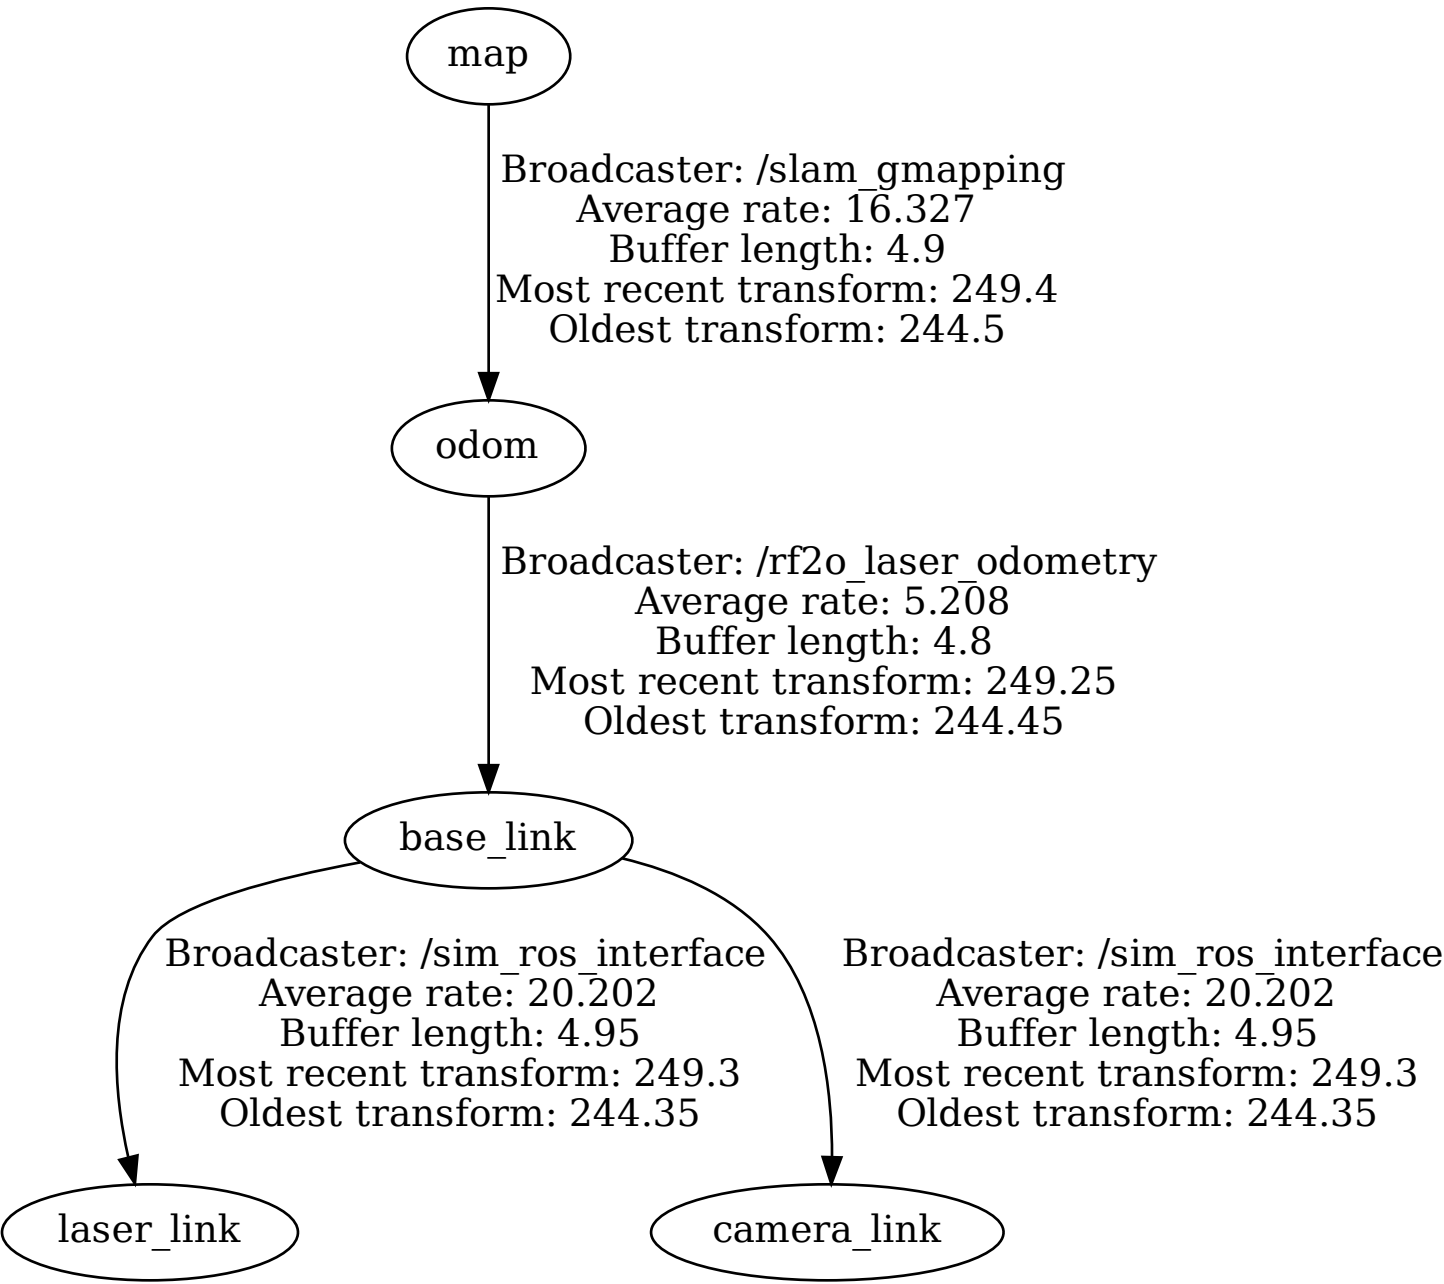 map
Broadcaster: /slam_gmapping
Average rate: 16.327
Buffer length: 4.9
Most recent transform: 249.4
Oldest transform: 244.5
odom
Broadcaster: /rf2o_laser_odometry
Average rate: 5.208
Buffer length: 4.8
Most recent transform: 249.25
Oldest transform: 244.45
base_link
Broadcaster: /sim_ros_interface
Average rate: 20.202
Buffer length: 4.95
Most recent transform: 249.3
Oldest transform: 244.35
Broadcaster: /sim_ros_interface
Average rate: 20.202
Buffer length: 4.95
Most recent transform: 249.3
Oldest transform: 244.35
laser_link
camera_link